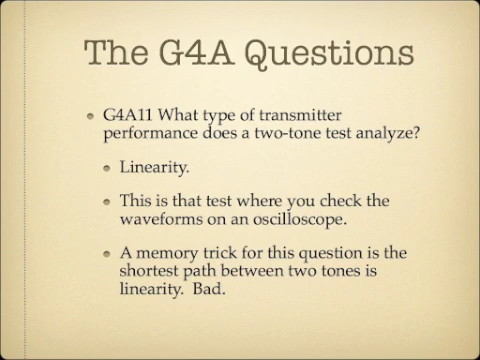 The G4A Questions
G4A11 What type of transmitter
performance does a two-tone test analyze?
Linearity.
This is that test where you check the
waveforms on an oscilloscope.
A memory trick for this question is the
shortest path between two tones is
linearity.  Bad.